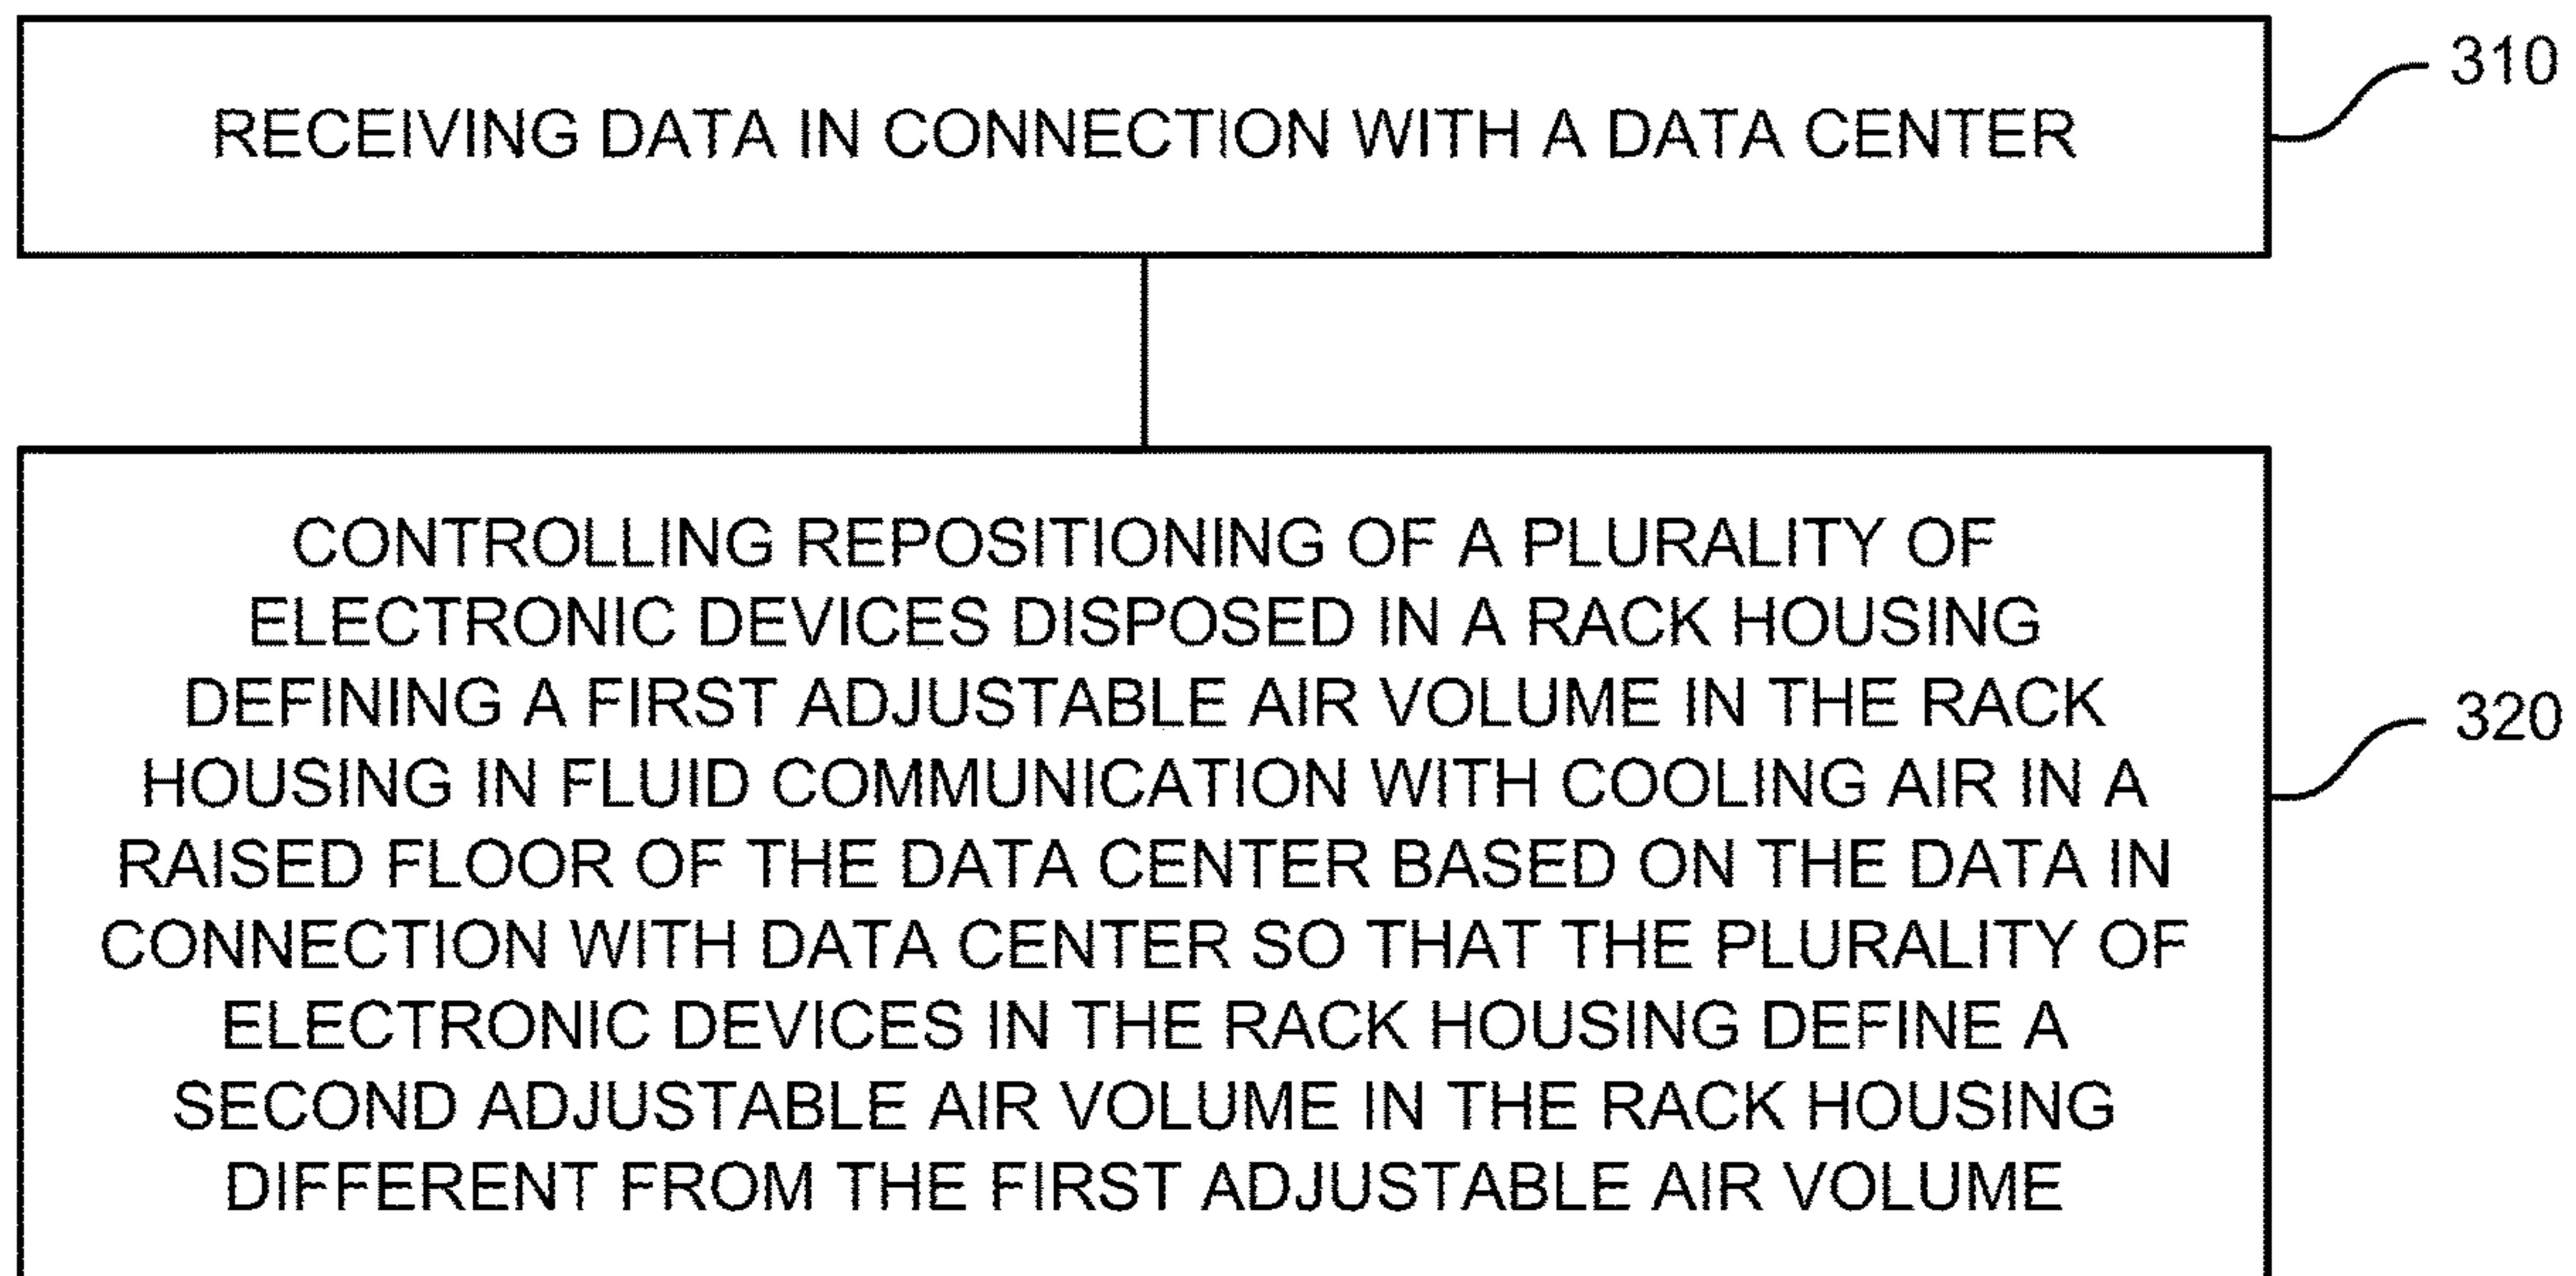 310
RECEIVING DATA IN CONNECTION WITH A DATA CENTER
CONTROLLING REPOSITIONING OF A PLURALITY OF
ELECTRONIC DEVICES DISPOSED IN A RACK HOUSING
DEFINING A FIRST ADJUSTABLE AIR VOLUME IN THE RACK
HOUSING IN FLUID COMMUNICATION WITH COOLING AIR IN A
RAISED FLOOR OF THE DATA CENTER BASED ON THE DATA IN
CONNECTION WITH DATA CENTER SO THAT THE PLURALITY OF
ELECTRONIC DEVICES IN THE RACK HOUSING DEFINE A
SECOND ADJUSTABLE AIR VOLUME IN THE RACK HOUSING
DIFFERENT FROM THE FIRST ADJUSTABLE AIR VOLUME
320